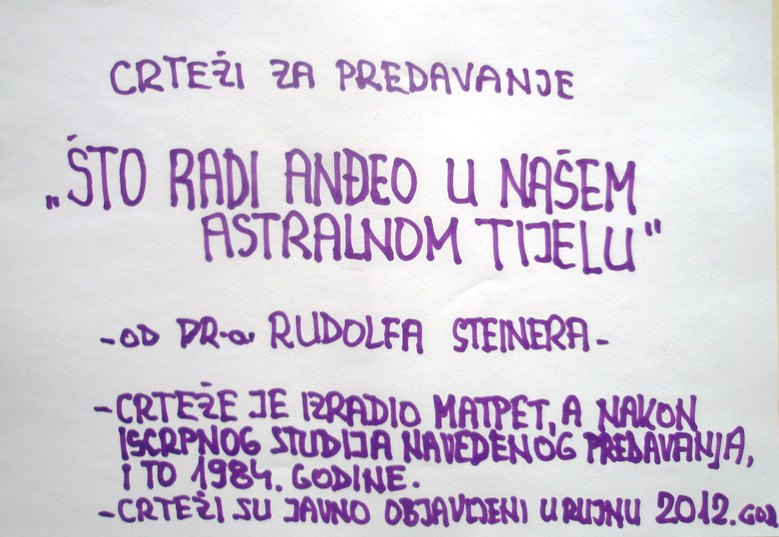 CRTEŽI ZA PREDAVANJE
„ŠTO RADI ANĐEO U NAŠEM
ASTRALNOM TIJELU"
-OD DR-a RUDOLFA STEINERA-
-CRTEŽE JE IZRADIO MATPET, A NAKON
ISCRPNOG STUDIJA NAVEDENOG PREDAVANJA,
I TO 1984. GODINE.
-CRTEŽI SU JAVNO OBJAVLJENI U RUJNU 2012. GOD